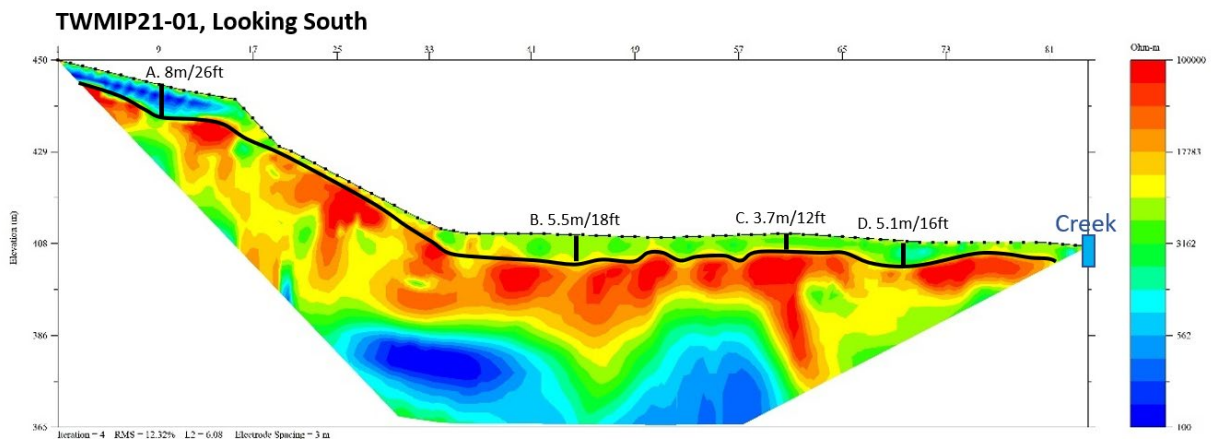 TWMIP21-01, Looking South
1 9 17 25 33 41 49 57 65 73 81
Ohm-m
450
100000
A. 8m/26ft
429
17783
B. 5.5m/18ft
C. 3.7m/12ft
D. 5.1m/16ft
Creek
408
3162
Elevation (m)
386
562
365
100
Iteration = 4 RMS = 12.32% L2 = 6.08 Electrode Spacing = 3 m